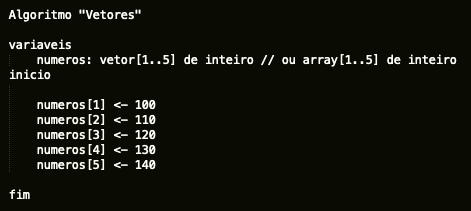 Algoritmo "Vetores"
variaveis
numeros: vetor[1..5] de inteiro // ou array[1..5] de inteiro
inicio
numeros[1] <- 100
numeros[2] <- 110
numeros[3] <- 120
numeros[4] <- 130
numeros[5] <- 140
fim